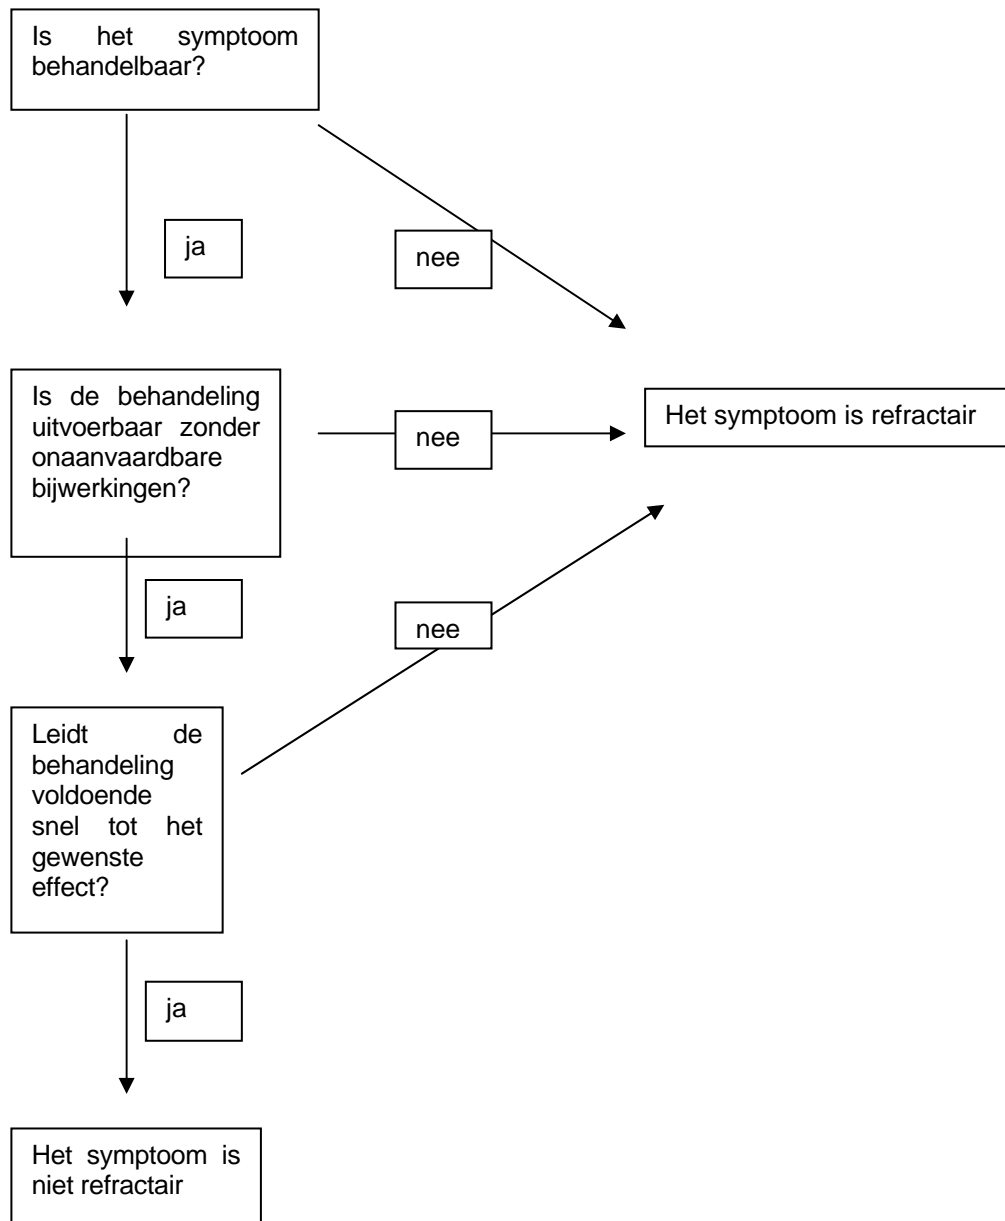 Is het symptoom
behandelbaar?
ja
nee
Is de behandeling
uitvoerbaar zonder
onaanvaardbare
bijwerkingen?
nee
Het symptoom is refractair
ja
nee
Leidt de
behandeling
voldoende
snel tot het
gewenste
effect?
ja
Het symptoom is
niet refractair